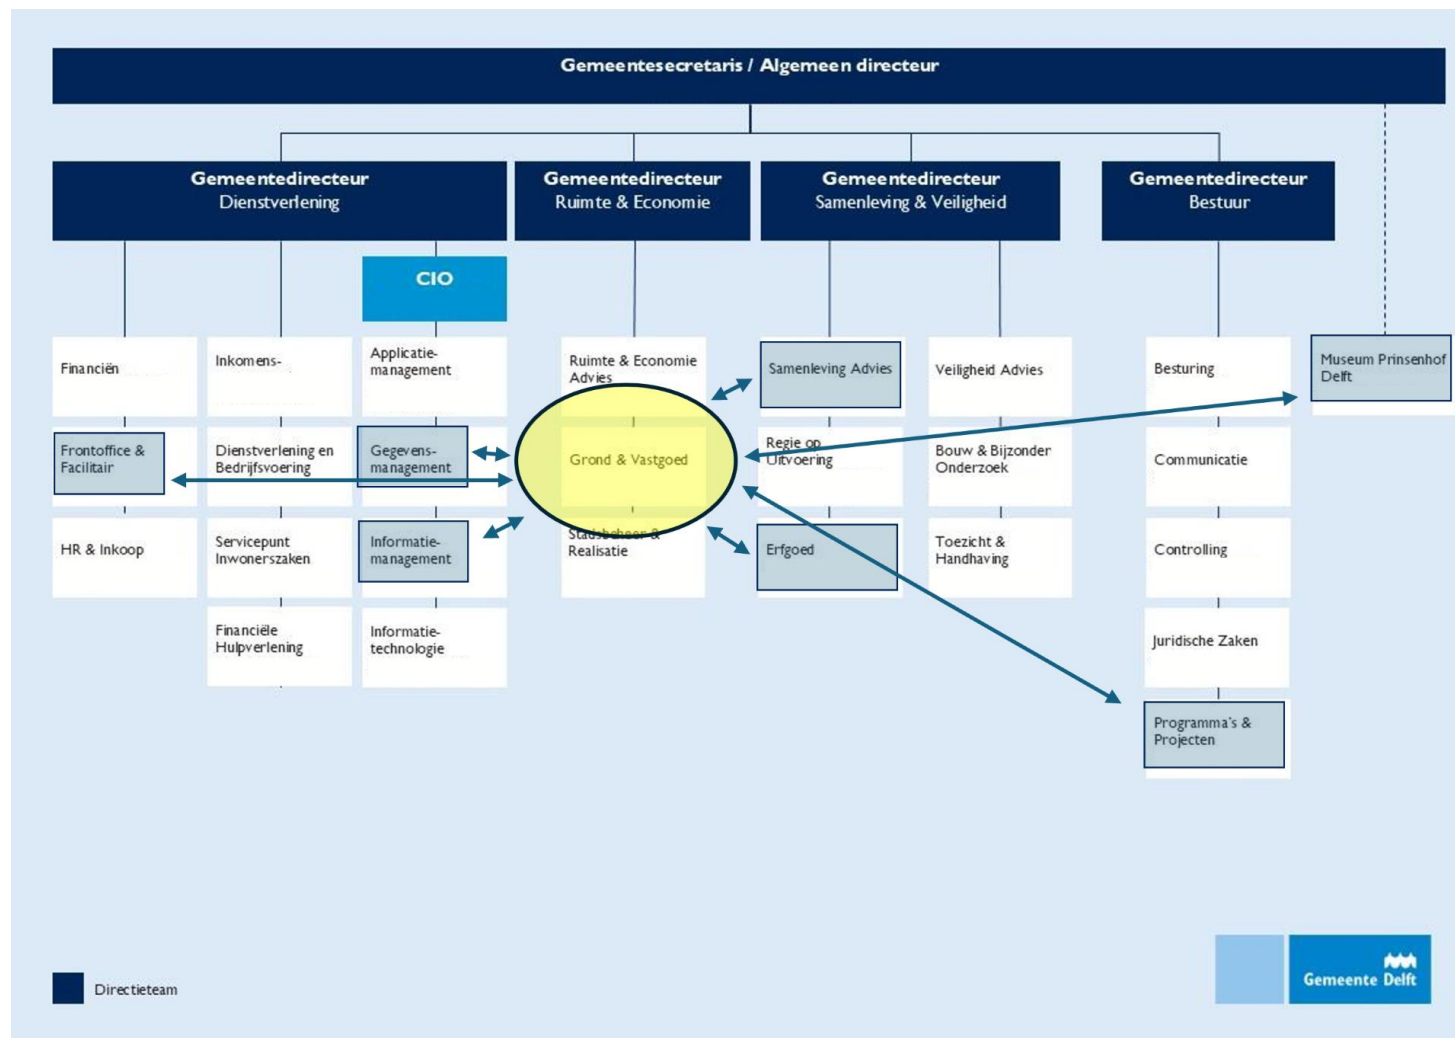 Gemeentesecretaris / Algemeen directeur
Gemeentedirecteur
Dienstverlening
Gemeentedirecteur
Ruimte & Economie
Gemeentedirecteur
Samenleving & Veiligheid
Gemeentedirecteur
Bestuur
CIO
Financiën
Frontoffice &
Facilitair
HR & Inkoop
Inkomens-
Dienstverlening en
Bedrijfsvoering
Servicepunt
Inwonerszaken
Financiële
Hulpverlening
Applicatie-
management
Gegevens-
management
Informatie-
management
Informatie-
technologie
Ruimte & Economie
Advies
Grond & Vastgoed
Stadsbeheer &
Realisatie
Samenleving Advies
Regie op
Uitvoering
Erfgoed
Veiligheid Advies
Bouw & Bijzonder
Onderzoek
Toezicht &
Handhaving
Besturing
Communicatie
Controlling
Juridische Zaken
Programma's &
Projecten
Museum Prinsenhof
Delft
Directieteam
Gemeente Delft